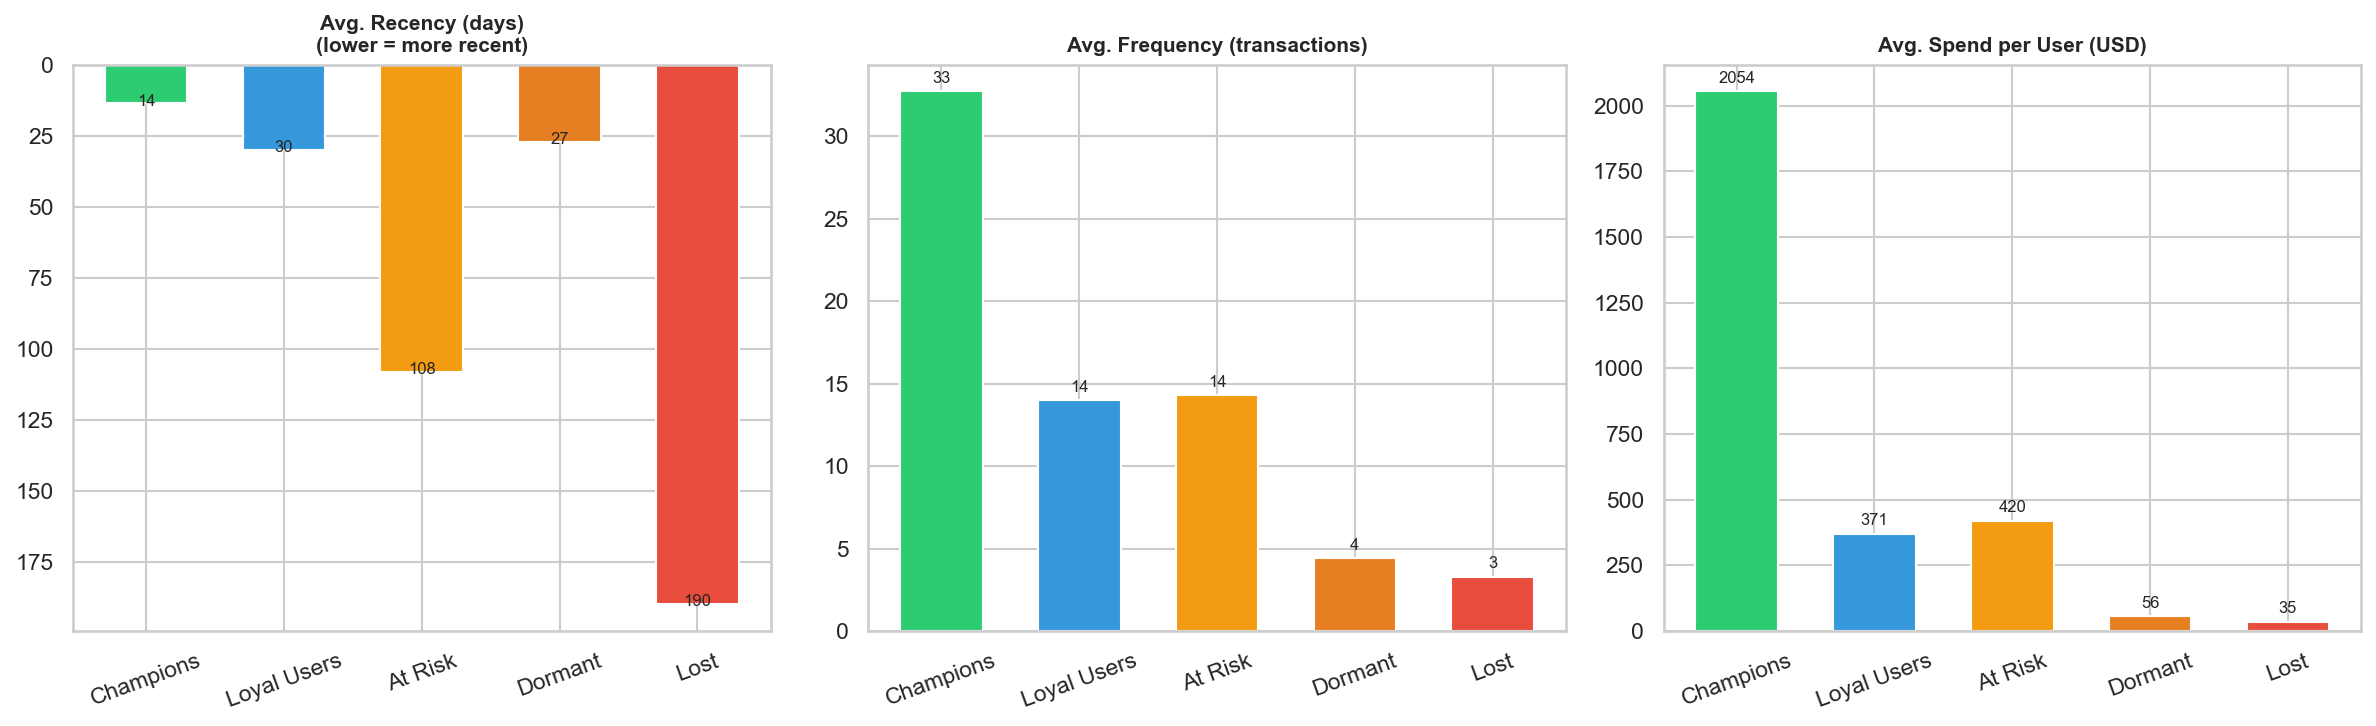 Avg. Recency (days)
(lower = more recent)
0
25
50
75
100
125
150
175
14
30
108
27
190
Champions
Loyal Users
At Risk
Dormant
Lost
Avg. Frequency (transactions)
30
25
20
15
10
5
0
33
14
14
4
3
Champions
Loyal Users
At Risk
Dormant
Lost
Avg. Spend per User (USD)
2000
1750
1500
1250
1000
750
500
250
0
2054
371
420
56
35
Champions
Loyal Users
At Risk
Dormant
Lost